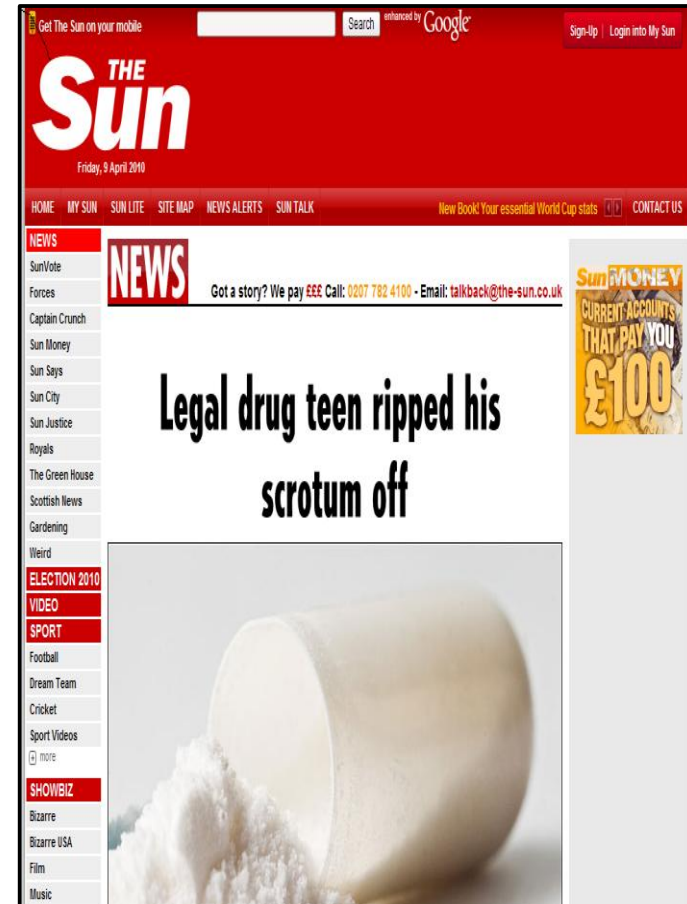 Get The Sun on your mobile
Search
enhanced by Google
Sign-Up | Login into My Sun
THE
Sun
Friday, 9 April 2010
HOME MY SUN SUN LITE SITE MAP NEWS ALERTS SUN TALK
New Book! Your essential World Cup stats
CONTACT US
NEWS
SunVote
Forces
Captain Crunch
Sun Money
Sun Says
Sun City
Sun Justice
Royals
The Green House
Scottish News
Gardening
Weird
ELECTION 2010
VIDEO
SPORT
Football
Dream Team
Cricket
Sport Videos
+ more
SHOWBIZ
Bizarre
Bizarre USA
Film
Music
NEWS
Got a story? We pay £££ Call: 0207 782 4100 - Email: talkback@the-sun.co.uk
Legal drug teen ripped his
scrotum off
Sun MONEY
CURRENT ACCOUNTS
THAT PAY YOU
£100